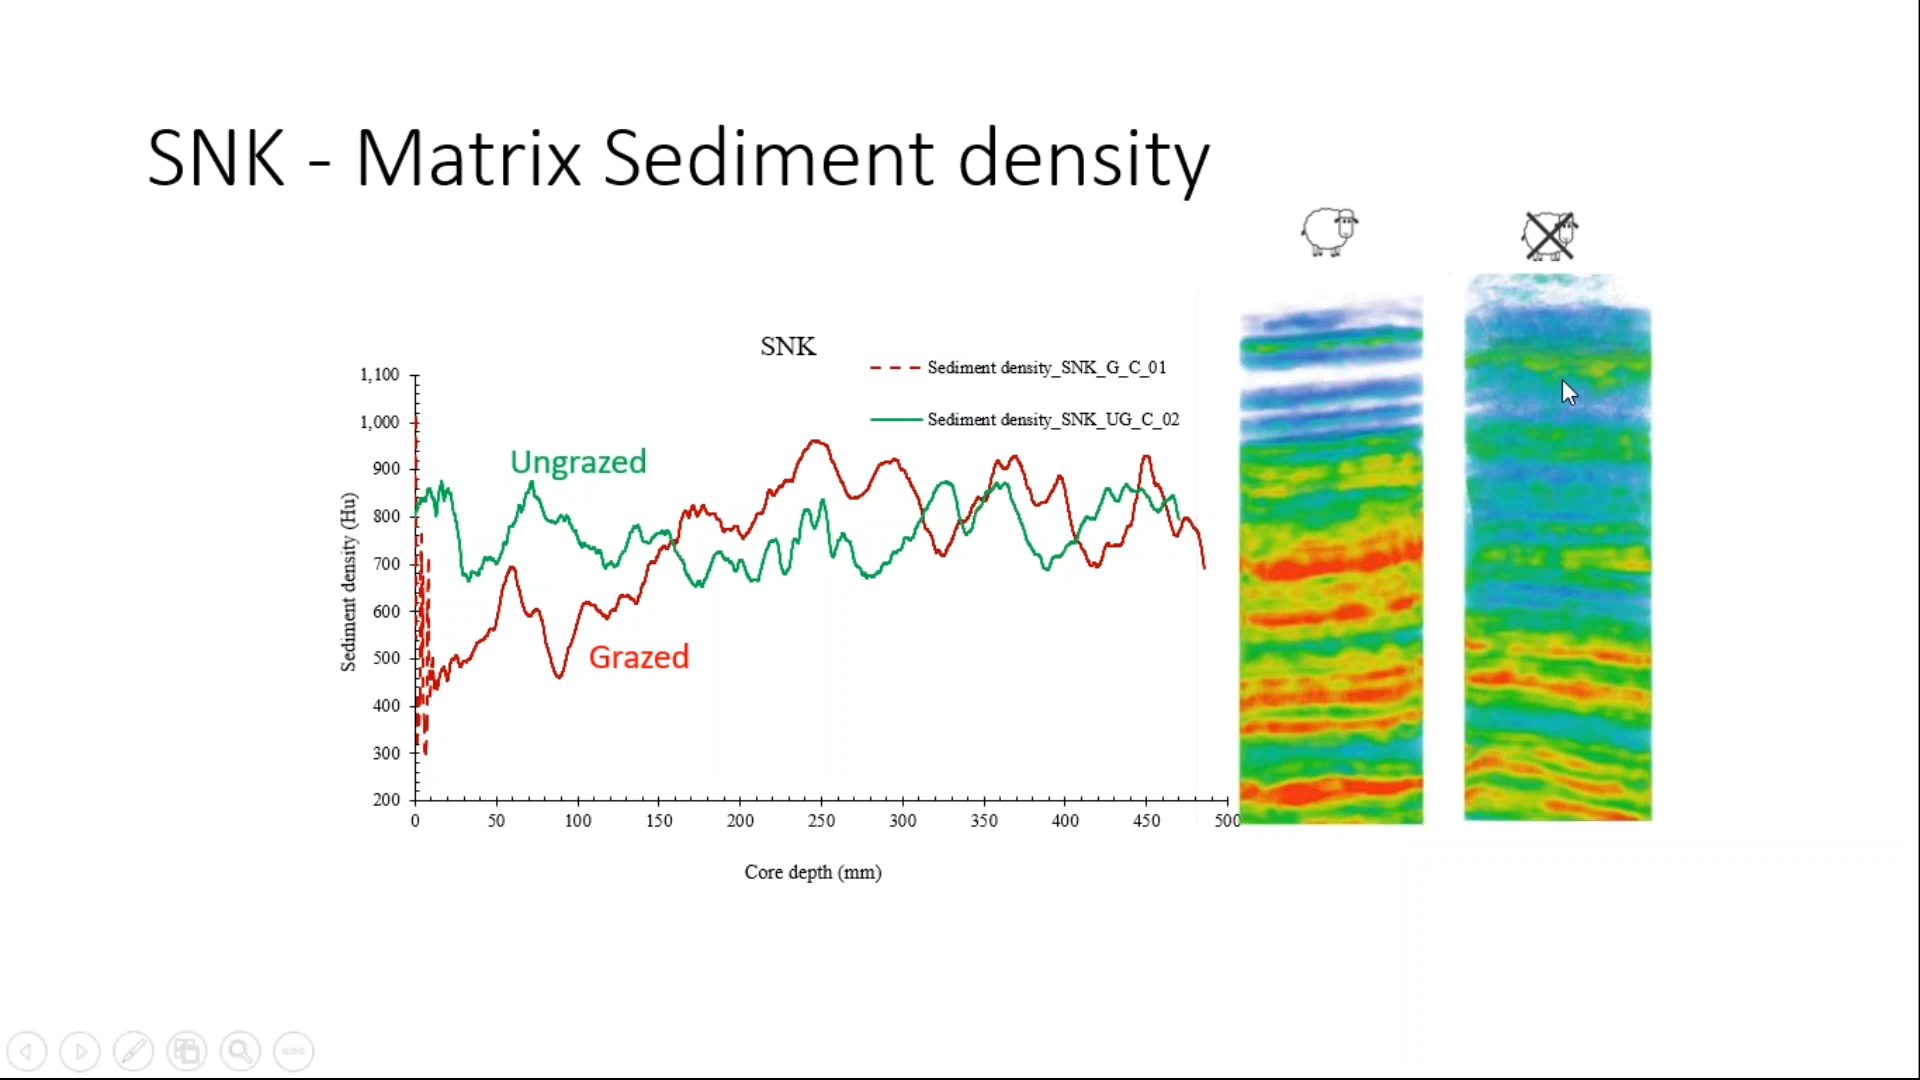 SNK - Matrix Sediment density
SNK
Sediment density_SNK_G_C_01
Sediment density_SNK_UG_C_02
Ungrazed
Grazed
Sediment density (Hu)
1,100
1,000
900
800
700
600
500
400
300
200
0 50 100 150 200 250 300 350 400 450 500
Core depth (mm)